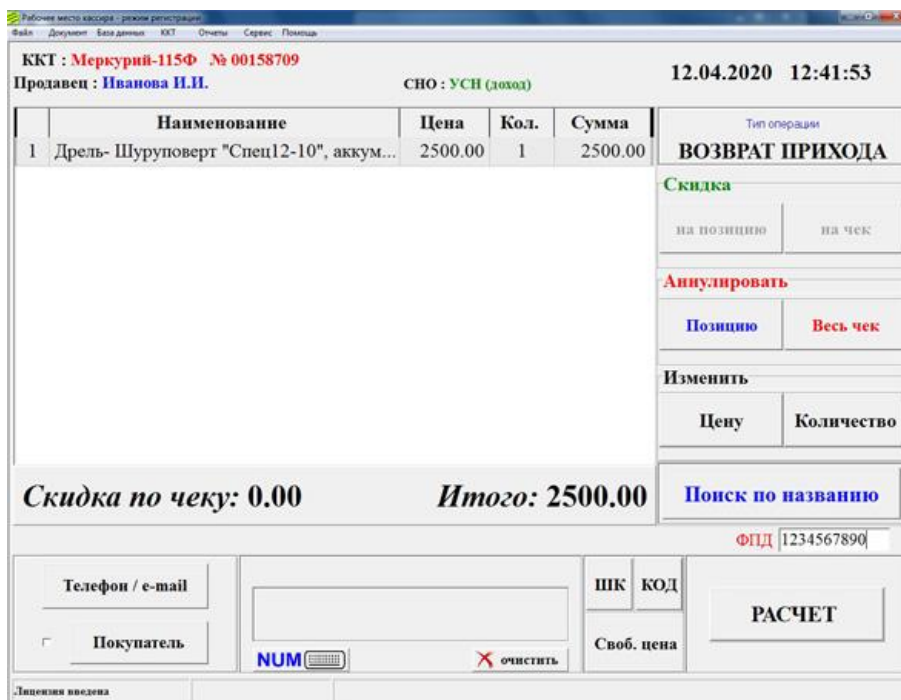 Рабочее место кассира - режим регистрации
Файл Документ База данных ККТ Отчеты Сервис Помощь
ККТ : Меркурий-115Ф № 00158709
Продавец : Иванова И.И.
СНО : УСН (доход)
12.04.2020 12:41:53
Наименование Цена Кол. Сумма
1 Дрель- Шуруповерт "Спец12-10", аккум... 2500.00 1 2500.00
Тип операции
ВОЗВРАТ ПРИХОДА
Скидка
на позицию на чек
Аннулировать
Позицию Весь чек
Изменить
Цену Количество
Скидка по чеку: 0.00 Итого: 2500.00
Поиск по названию
ФПД 1234567890
Телефон / e-mail
Покупатель
NUM
очистить
ШК КОД
Своб. цена
РАСЧЕТ
Лицензия введена